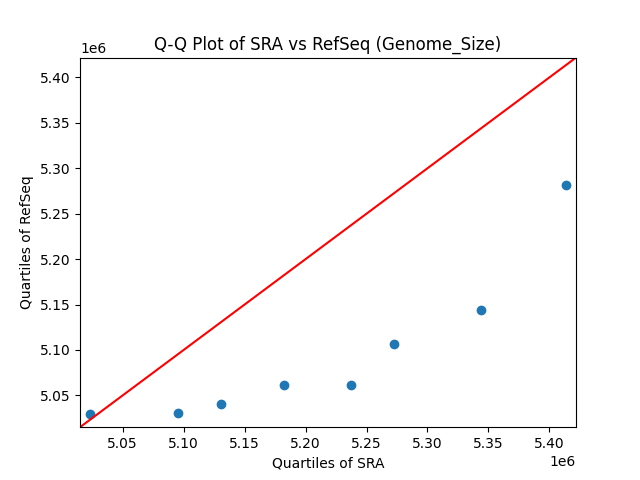 Q-Q Plot of SRA vs RefSeq (Genome_Size)
1e6
5.40
5.35
5.30
5.25
5.20
5.15
5.10
5.05
Quartiles of RefSeq
5.05 5.10 5.15 5.20 5.25 5.30 5.35 5.40
Quartiles of SRA
1e6